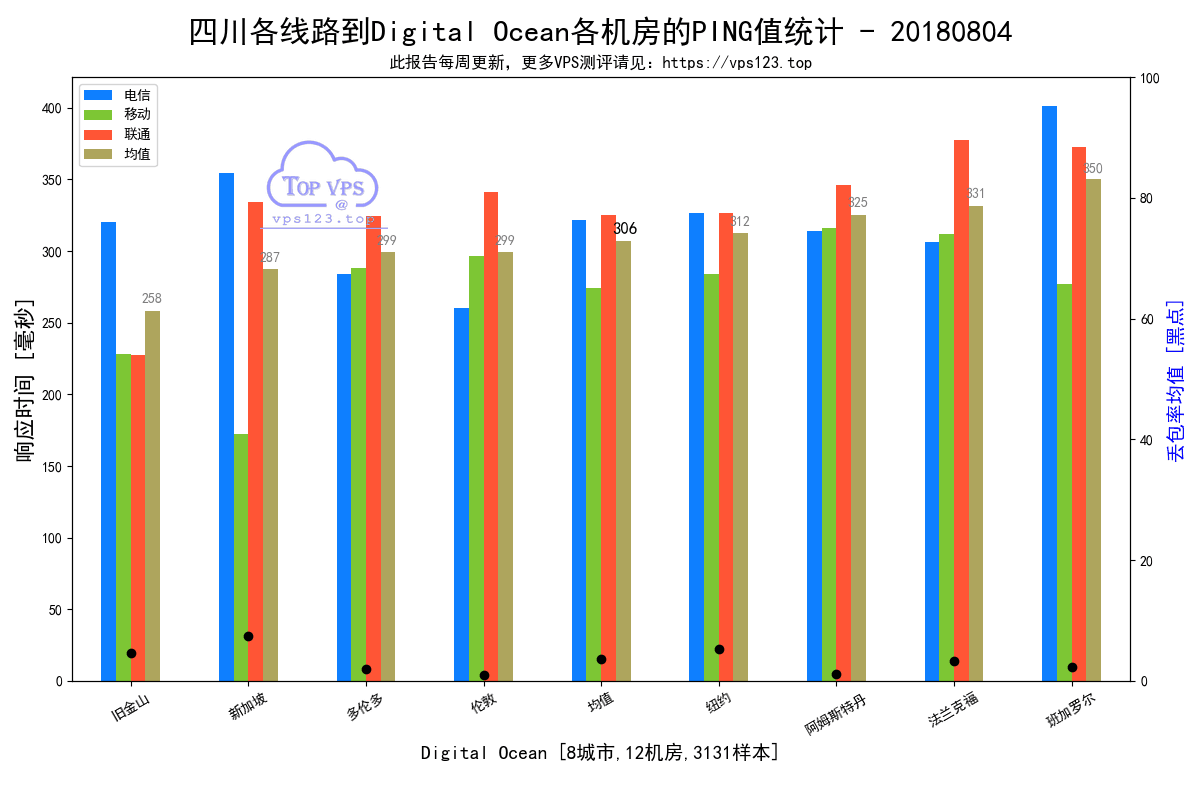 四川各线路到Digital Ocean各机房的PING值统计 - 20180804
此报告每周更新，更多VPS测评请见：https://vps123.top
电信
移动
联通
均值
TOP VPS
@
vps123.top
响应时间 [毫秒]
400
350
300
250
200
150
100
50
0
258
287
299
299
306
312
325
331
350
100
80
60
40
20
0
丢包率均值 [黑点]
旧金山
新加坡
多伦多
伦敦
均值
纽约
阿姆斯特丹
法兰克福
班加罗尔
Digital Ocean [8城市,12机房,3131样本]